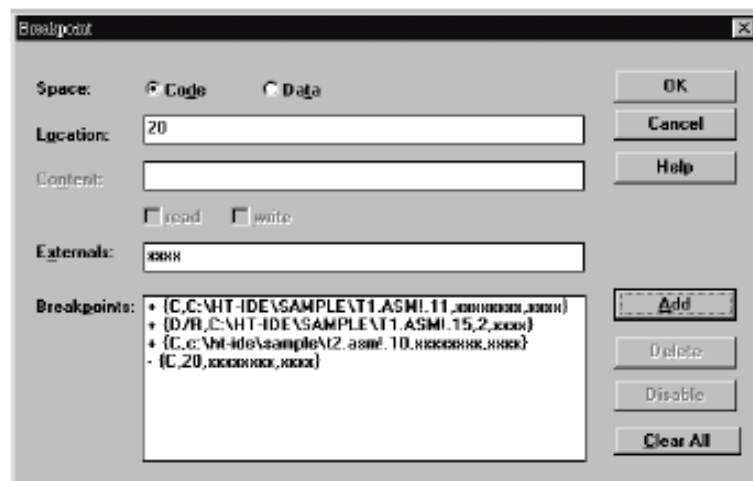 Breakpoint
Space: Code Data
OK
Location: 20
Cancel
Content:
Help
read write
Externals: xxxx
Breakpoints:
+ {C,C:\HT-IDE\SAMPLE\T1.ASM!.11,xxxxxxxx,xxxx}
+ {D/R,C:\HT-IDE\SAMPLE\T1.ASM!.15,2,xxxx}
+ {C,c:\ht-ide\sample\t2.asm!.10,xxxxxxxx,xxxx}
- {C,20,xxxxxxxx,xxxx}
Add
Delete
Disable
Clear All